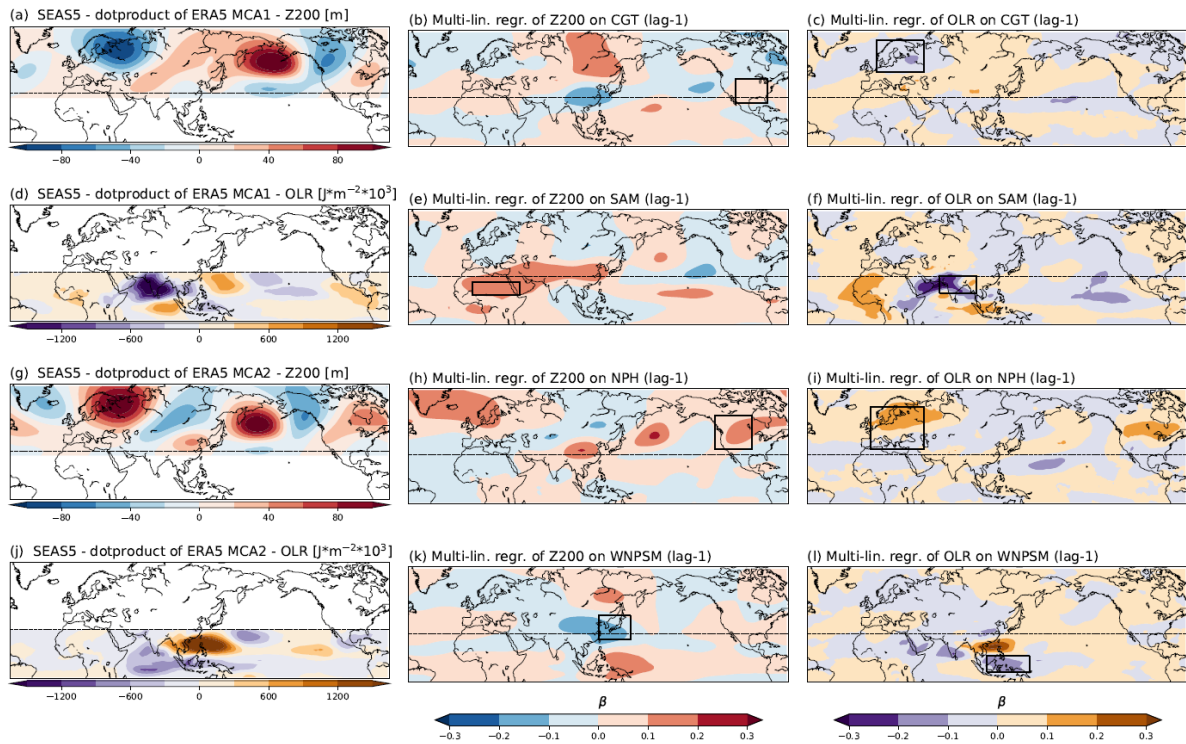 (a) SEAS5 - dotproduct of ERA5 MCA1 - Z200 [m]
(b) Multi-lin. regr. of Z200 on CGT (lag-1)
(c) Multi-lin. regr. of OLR on CGT (lag-1)
−80 −40 0 40 80
(d) SEAS5 - dotproduct of ERA5 MCA1 - OLR [J*m⁻²*10³]
(e) Multi-lin. regr. of Z200 on SAM (lag-1)
(f) Multi-lin. regr. of OLR on SAM (lag-1)
−1200 −600 0 600 1200
(g) SEAS5 - dotproduct of ERA5 MCA2 - Z200 [m]
(h) Multi-lin. regr. of Z200 on NPH (lag-1)
(i) Multi-lin. regr. of OLR on NPH (lag-1)
−80 −40 0 40 80
(j) SEAS5 - dotproduct of ERA5 MCA2 - OLR [J*m⁻²*10³]
(k) Multi-lin. regr. of Z200 on WNPSM (lag-1)
(l) Multi-lin. regr. of OLR on WNPSM (lag-1)
−1200 −600 0 600 1200
β
−0.3 −0.2 −0.1 0.0 0.1 0.2 0.3
β
−0.3 −0.2 −0.1 0.0 0.1 0.2 0.3